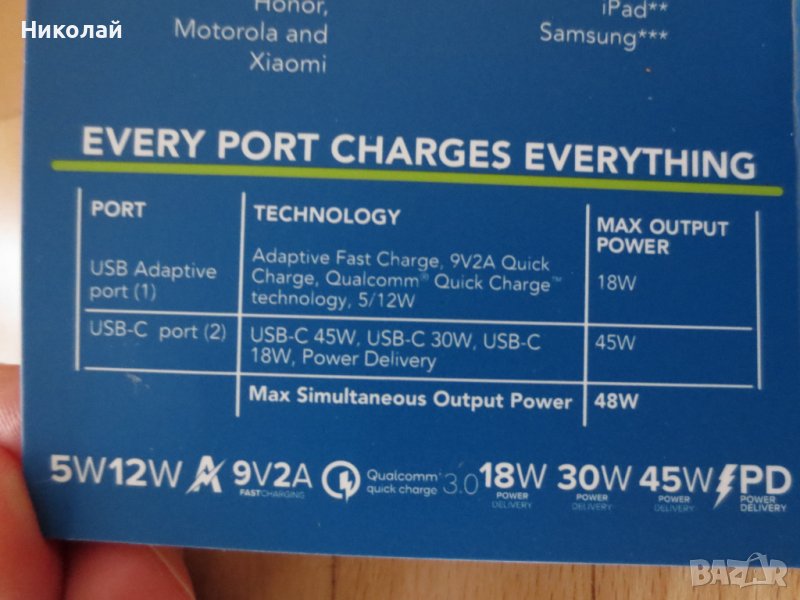 Николай
Honor,
Motorola and
Xiaomi
iPad**
Samsung***
EVERY PORT CHARGES EVERYTHING
PORT
TECHNOLOGY
MAX OUTPUT
POWER
USB Adaptive
port (1)
Adaptive Fast Charge, 9V2A Quick
Charge, Qualcomm® Quick Charge™
technology, 5/12W
18W
USB-C port (2)
USB-C 45W, USB-C 30W, USB-C
18W, Power Delivery
45W
Max Simultaneous Output Power
48W
5W 12W 9V2A FASTCHARGING Qualcomm® quick charge 3.0 18W POWER DELIVERY 30W POWER DELIVERY 45W POWER DELIVERY PD POWER DELIVERY
BAZAR